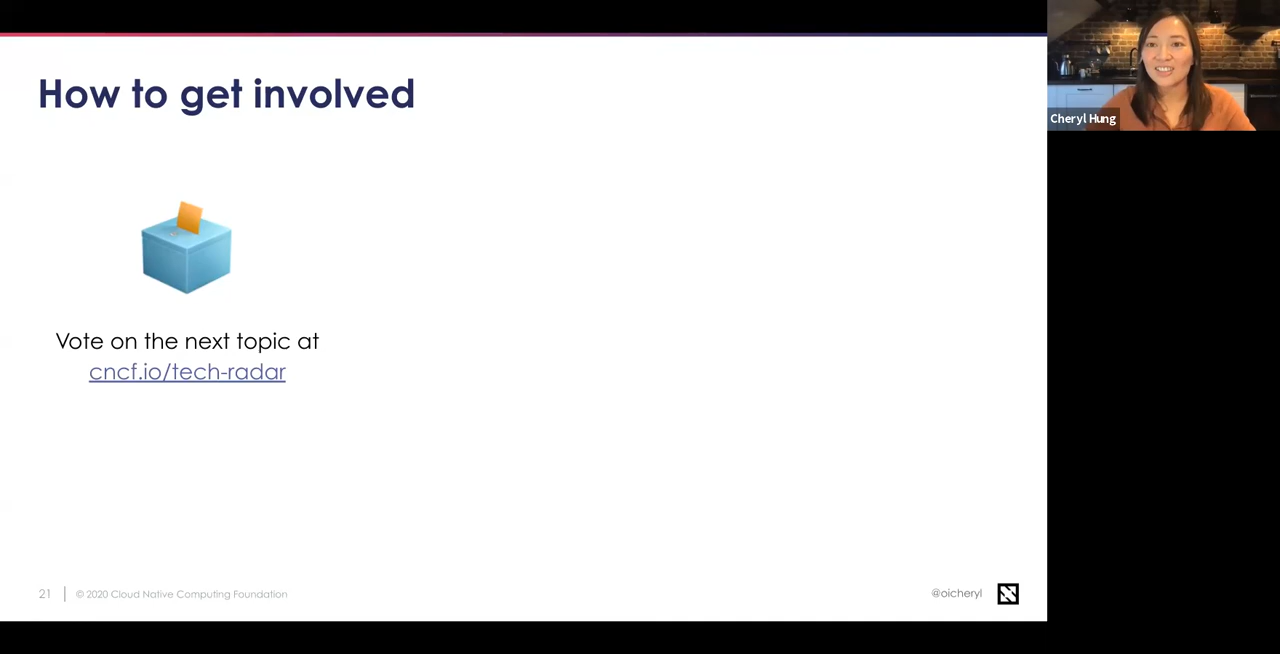 How to get involved
Cheryl Hung
Vote on the next topic at
cncf.io/tech-radar
21
© 2020 Cloud Native Computing Foundation
@oicheryl